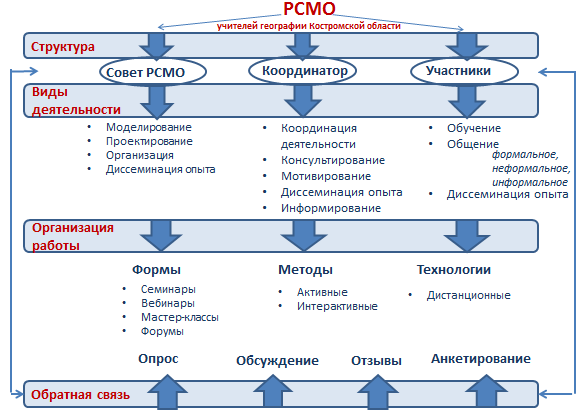 РСМО
учителей географии Костромской области
Структура
Совет РСМО
Координатор
Участники
Виды
деятельности
• Моделирование
• Проектирование
• Организация
• Диссеминация опыта
• Координация
деятельности
• Консультирование
• Мотивирование
• Диссеминация опыта
• Информирование
• Обучение
• Общение
формальное,
неформальное,
информальное
• Диссеминация опыта
Организация
работы
Формы
• Семинары
• Вебинары
• Мастер-классы
• Форумы
Методы
• Активные
• Интерактивные
Технологии
• Дистанционные
Опрос
Обсуждение
Отзывы
Анкетирование
Обратная связь